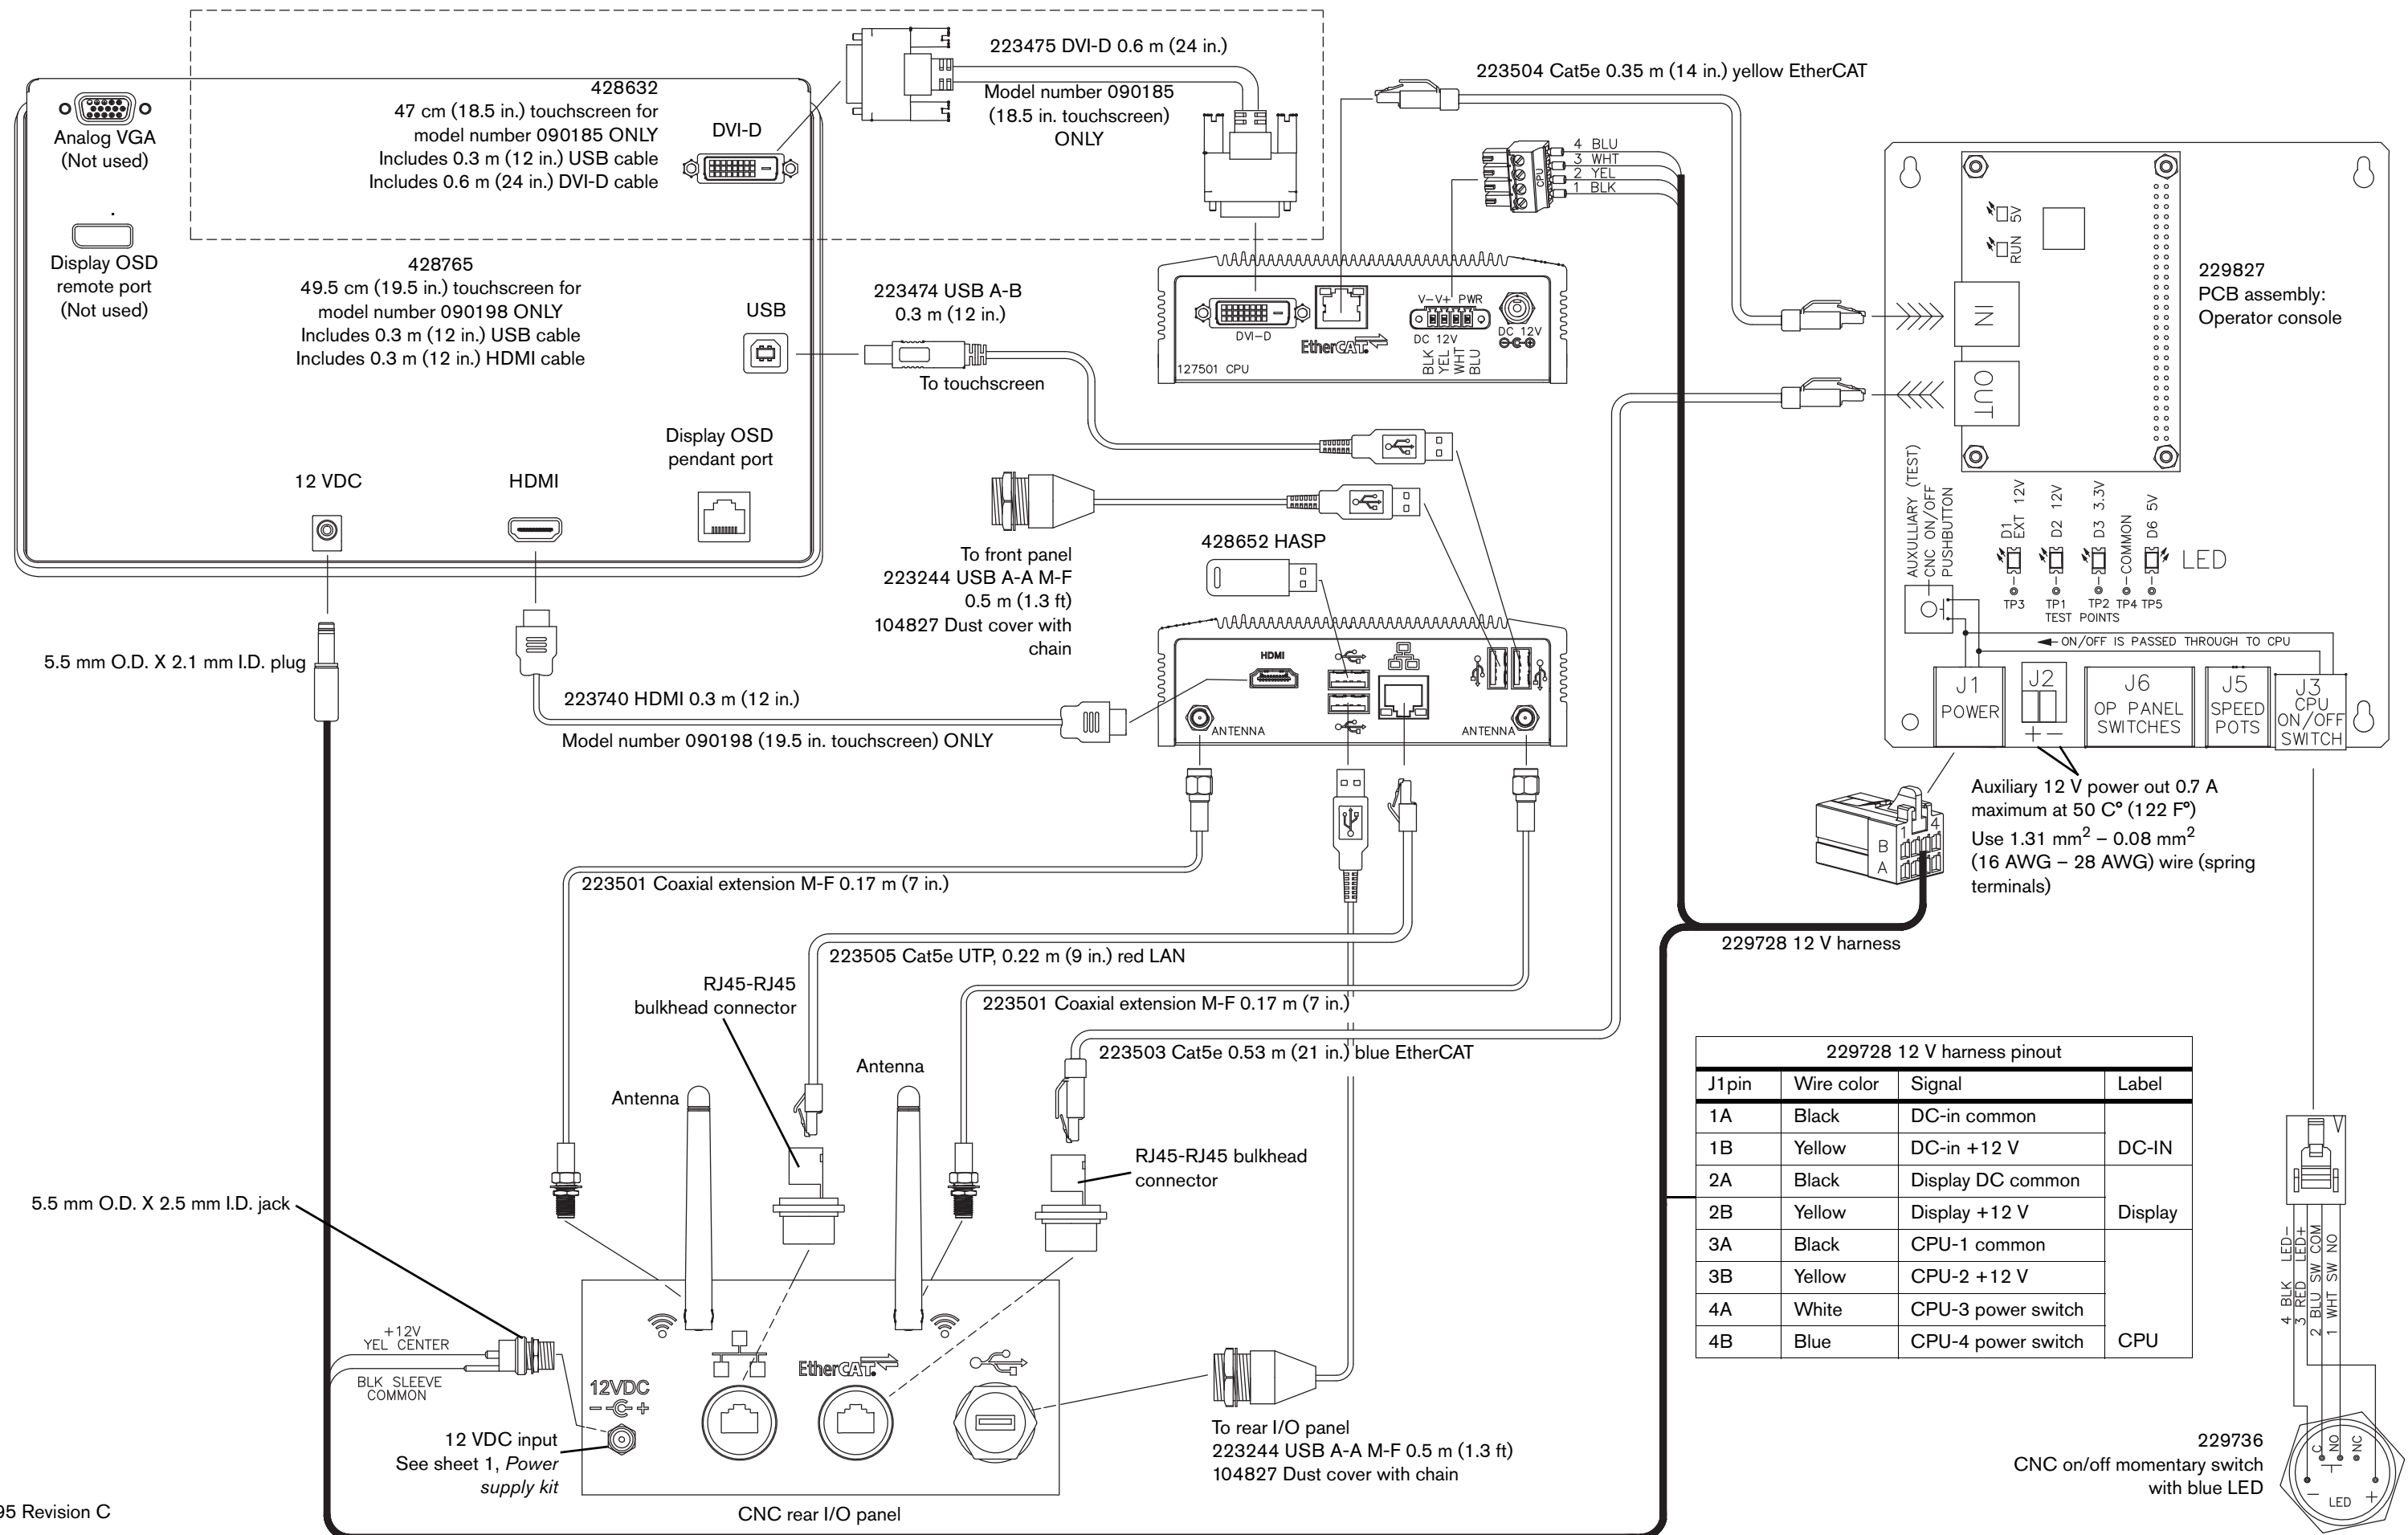 223475 DVI-D 0.6 m (24 in.)
Model number 090185
(18.5 in. touchscreen)
ONLY
428632
47 cm (18.5 in.) touchscreen for
model number 090185 ONLY
Includes 0.3 m (12 in.) USB cable
Includes 0.6 m (24 in.) DVI-D cable
DVI-D
Analog VGA
(Not used)
Display OSD
remote port
(Not used)
428765
49.5 cm (19.5 in.) touchscreen for
model number 090198 ONLY
Includes 0.3 m (12 in.) USB cable
Includes 0.3 m (12 in.) HDMI cable
USB
Display OSD
pendant port
12 VDC
HDMI
223474 USB A-B
0.3 m (12 in.)
To touchscreen
To front panel
223244 USB A-A M-F
0.5 m (1.3 ft)
104827 Dust cover with
chain
223504 Cat5e 0.35 m (14 in.) yellow EtherCAT
4 BLU
3 WHT
2 YEL
1 BLK
CPU
DVI-D
EtherCAT
V- V+ PWR
DC 12V
DC 12V
BLK
YEL
WHT
BLU
127501 CPU
428652 HASP
HDMI
ANTENNA
ANTENNA
5.5 mm O.D. X 2.1 mm I.D. plug
223740 HDMI 0.3 m (12 in.)
Model number 090198 (19.5 in. touchscreen) ONLY
5V
RUN
IN
OUT
229827
PCB assembly:
Operator console
AUXULLIARY (TEST)
CNC ON/OFF
PUSHBUTTON
D1
EXT 12V
D2 12V
D3 3.3V
COMMON
D6 5V
LED
TP3
TP1
TP2
TP4
TP5
TEST POINTS
ON/OFF IS PASSED THROUGH TO CPU
J1
POWER
J2
+ −
J6
OP PANEL
SWITCHES
J5
SPEED
POTS
J3
CPU
ON/OFF
SWITCH
Auxiliary 12 V power out 0.7 A
maximum at 50 C° (122 F°)
Use 1.31 mm² – 0.08 mm²
(16 AWG – 28 AWG) wire (spring
terminals)
1 4
B
A
229728 12 V harness
223501 Coaxial extension M-F 0.17 m (7 in.)
223505 Cat5e UTP, 0.22 m (9 in.) red LAN
RJ45-RJ45
bulkhead connector
223501 Coaxial extension M-F 0.17 m (7 in.)
223503 Cat5e 0.53 m (21 in.) blue EtherCAT
Antenna
Antenna
RJ45-RJ45 bulkhead
connector
5.5 mm O.D. X 2.5 mm I.D. jack
+12V
YEL CENTER
BLK SLEEVE
COMMON
12VDC
− C +
EtherCAT
12 VDC input
See sheet 1, Power
supply kit
CNC rear I/O panel
To rear I/O panel
223244 USB A-A M-F 0.5 m (1.3 ft)
104827 Dust cover with chain
229728 12 V harness pinout
J1pin Wire color Signal Label
1A Black DC-in common
1B Yellow DC-in +12 V DC-IN
2A Black Display DC common
2B Yellow Display +12 V Display
3A Black CPU-1 common
3B Yellow CPU-2 +12 V
4A White CPU-3 power switch
4B Blue CPU-4 power switch CPU
4 BLK LED-
3 RED LED+
2 BLU SW COM
1 WHT SW NO
C
NO
NC
− LED +
229736
CNC on/off momentary switch
with blue LED
95 Revision C